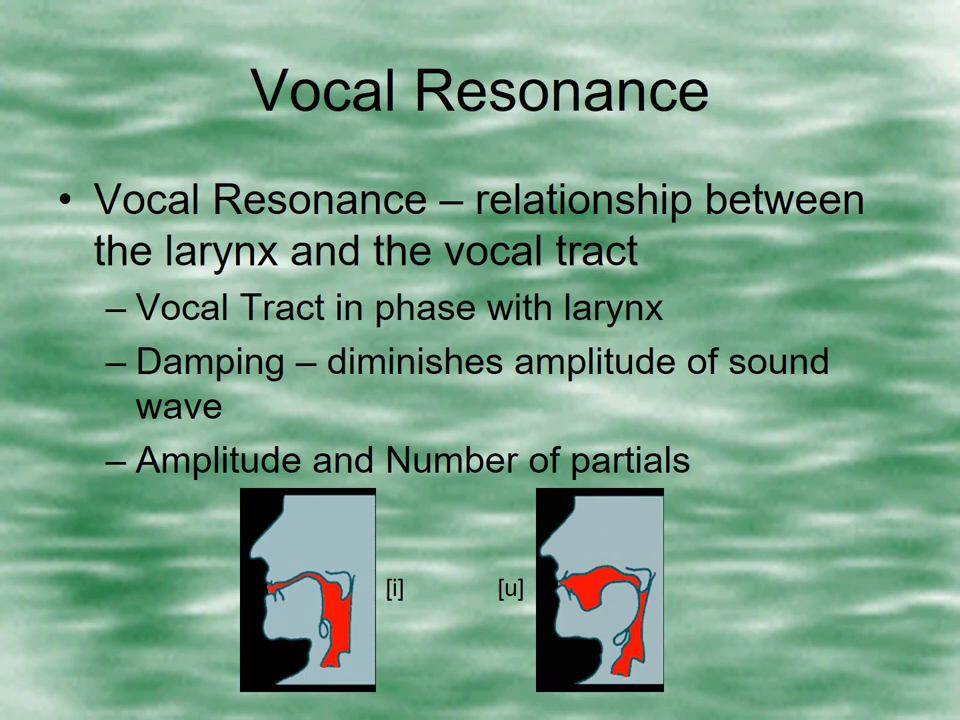 Vocal Resonance
• Vocal Resonance – relationship between
the larynx and the vocal tract
– Vocal Tract in phase with larynx
– Damping – diminishes amplitude of sound
wave
– Amplitude and Number of partials
[i] [u]